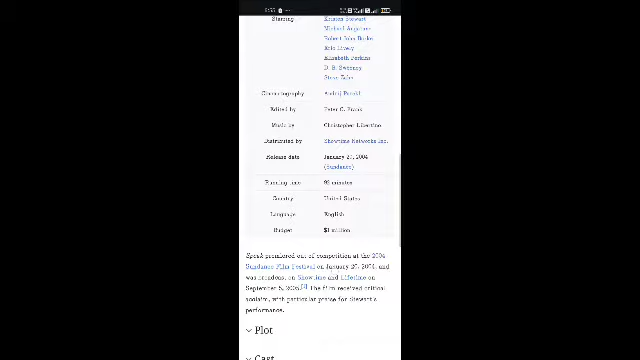 Starring
Kristen Stewart
Michael Angarano
Robert John Burke
Eric Lively
Elizabeth Perkins
D. B. Sweeney
Steve Zahn
Cinematography Andrij Parekh
Edited by Peter C. Frank
Music by Christopher Libertino
Distributed by Showtime Networks Inc.
Release date January 20, 2004
(Sundance)
Running time 92 minutes
Country United States
Language English
Budget $1 million
Speak premiered out of competition at the 2004
Sundance Film Festival on January 20, 2004, and
was broadcast on Showtime and Lifetime on
September 5, 2005. The film received critical
acclaim, with particular praise for Stewart's
performance.
Plot
Cast